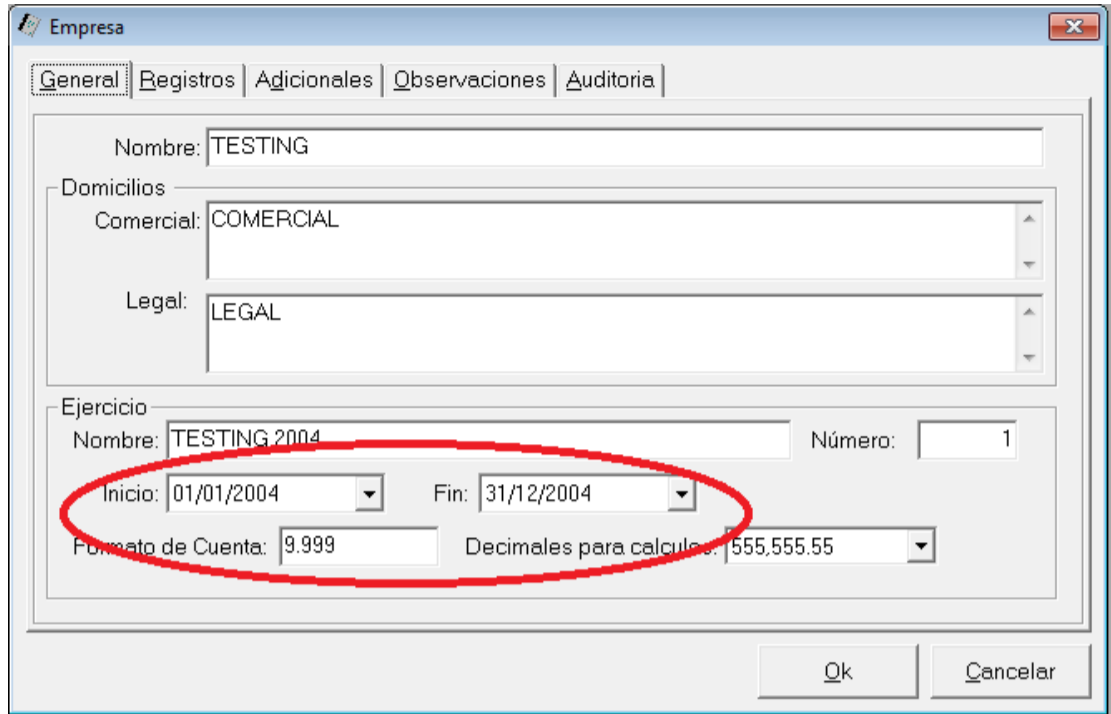 Empresa
General Registros Adicionales Observaciones Auditoria
Nombre: TESTING
Domicilios
Comercial: COMERCIAL
Legal: LEGAL
Ejercicio
Nombre: TESTING 2004 Número: 1
Inicio: 01/01/2004 Fin: 31/12/2004
Formato de Cuenta: 9.999 Decimales para calculos: 555,555.55
Ok Cancelar